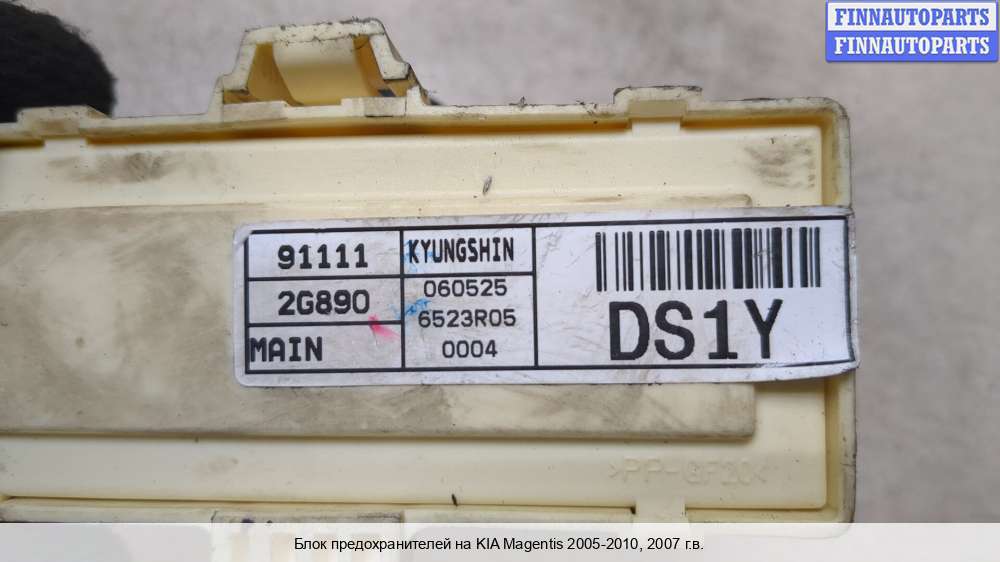 FINNAUTOPARTS
FINNAUTOPARTS
91111
KYUNGSHIN
2G890
060525
6523R05
MAIN
0004
DS1Y
>PP-GF20<
Блок предохранителей на KIA Magentis 2005-2010, 2007 г.в.